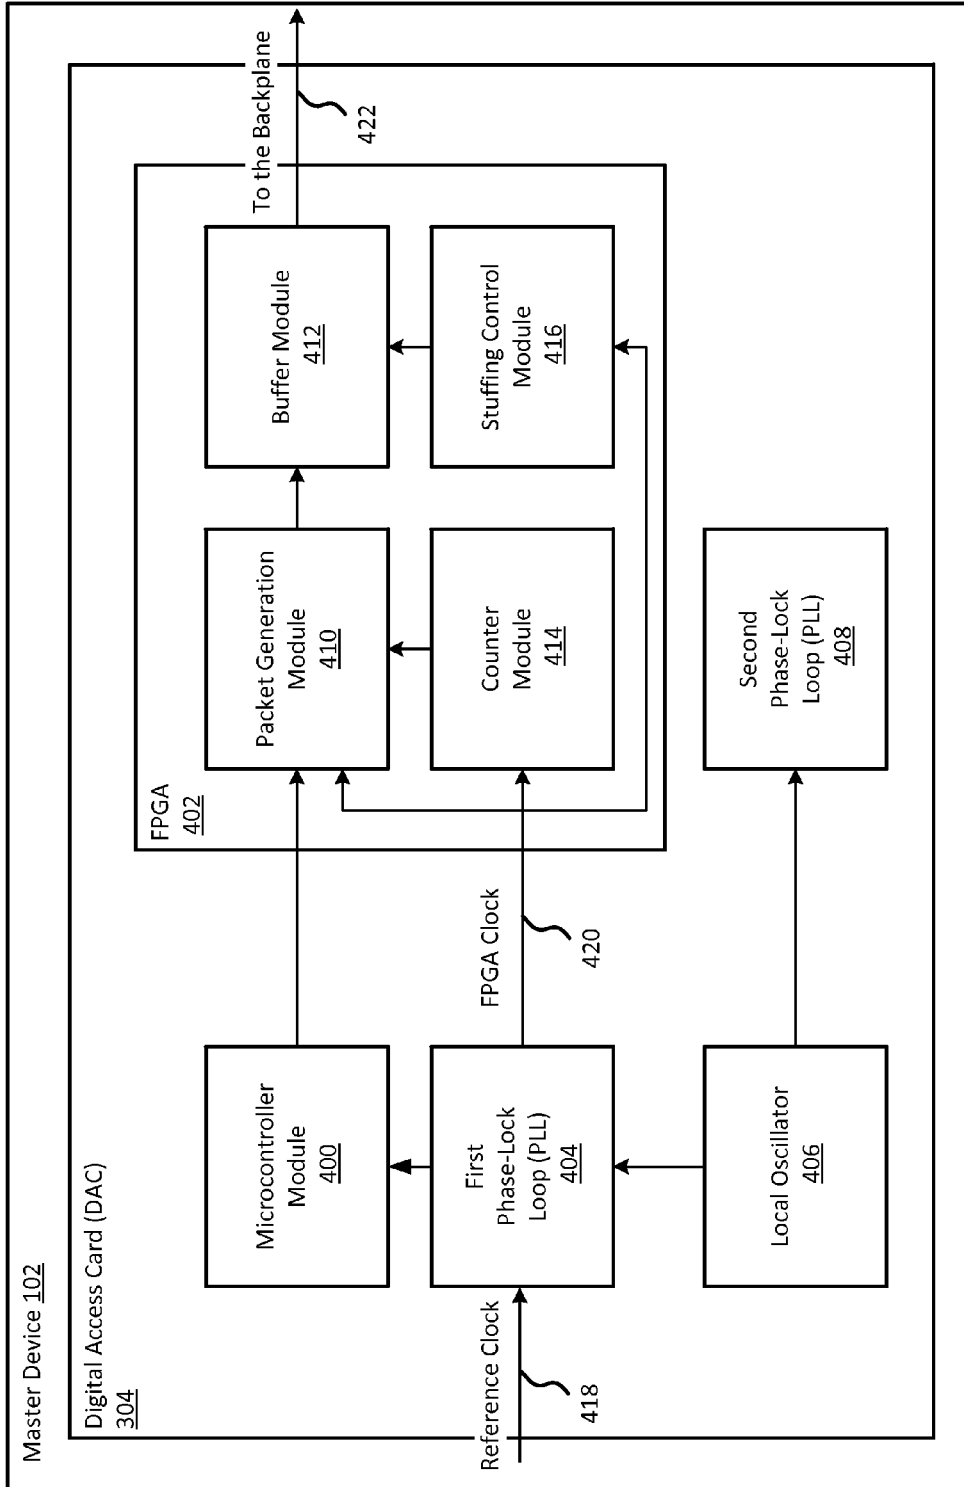 Master Device 102
Digital Access Card (DAC)
304
FPGA
402
Microcontroller
Module
400
Packet Generation
Module
410
Buffer Module
412
To the Backplane
422
Reference Clock
418
First
Phase-Lock
Loop (PLL)
404
FPGA Clock
420
Counter
Module
414
Stuffing Control
Module
416
Local Oscillator
406
Second
Phase-Lock
Loop (PLL)
408